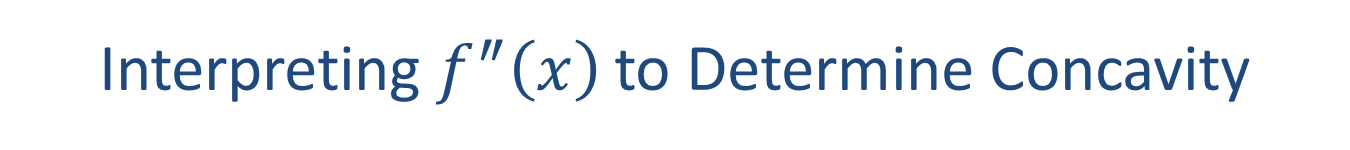 Interpreting 𝑓″(𝑥) to Determine Concavity